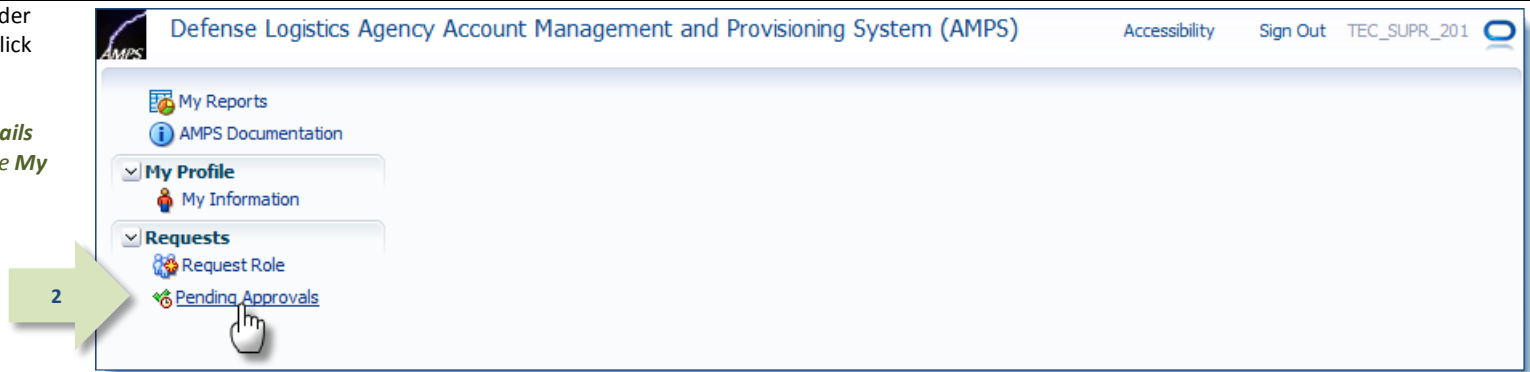 lick
ails
e My
2
AMPS
Defense Logistics Agency Account Management and Provisioning System (AMPS)
Accessibility Sign Out TEC_SUPR_201
My Reports
AMPS Documentation
My Profile
My Information
Requests
Request Role
Pending Approvals